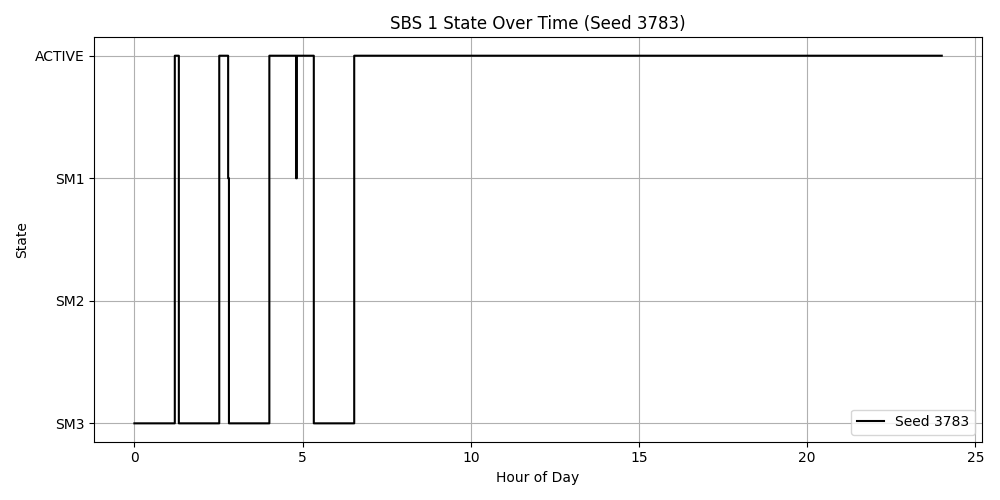 SBS 1 State Over Time (Seed 3783)
ACTIVE
SM1
SM2
SM3
State
0 5 10 15 20 25
Hour of Day
Seed 3783